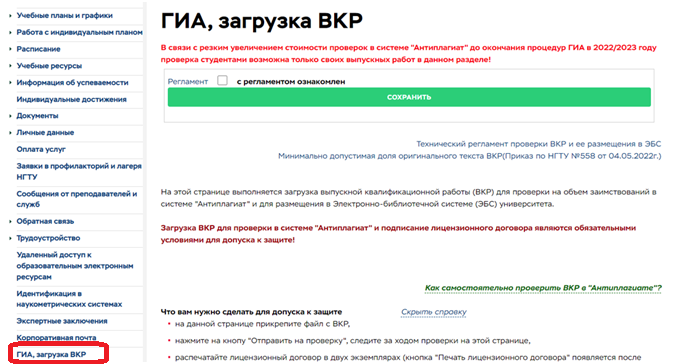 Учебные планы и графики
Работа с индивидуальным планом
Расписание
Учебные ресурсы
Информация об успеваемости
Индивидуальные достижения
Документы
Личные данные
Оплата услуг
Заявки в профилакторий и лагеря
НГТУ
Сообщения от преподавателей и
служб
Обратная связь
Трудоустройство
Удаленный доступ к
образовательным электронным
ресурсам
Идентификация в
наукометрических системах
Экспертные заключения
Корпоративная почта
ГИА, загрузка ВКР
ГИА, загрузка ВКР
В связи с резким увеличением стоимости проверок в системе "Антиплагиат" до окончания процедур ГИА в 2022/2023 году
проверка студентами возможна только своих выпускных работ в данном разделе!
Регламент с регламентом ознакомлен
СОХРАНИТЬ
Технический регламент проверки ВКР и ее размещения в ЭБС
Минимально допустимая доля оригинального текста ВКР(Приказ по НГТУ №558 от 04.05.2022г.)
На этой странице выполняется загрузка выпускной квалификационной работы (ВКР) для проверки на объем заимствований в
системе "Антиплагиат" и для размещения в Электронно-библиотечной системе (ЭБС) университета.
Загрузка ВКР для проверки в системе "Антиплагиат" и подписание лицензионного договора являются обязательными
условиями для допуска к защите!
Как самостоятельно проверить ВКР в "Антиплагиате"?
Что вам нужно сделать для допуска к защите Скрыть справку
• на данной странице прикрепите файл с ВКР,
• нажмите на кнопу "Отправить на проверку", следите за ходом проверки на этой странице,
• распечатайте лицензионный договор в двух экземплярах (кнопка "Печать лицензионного договора" появляется после